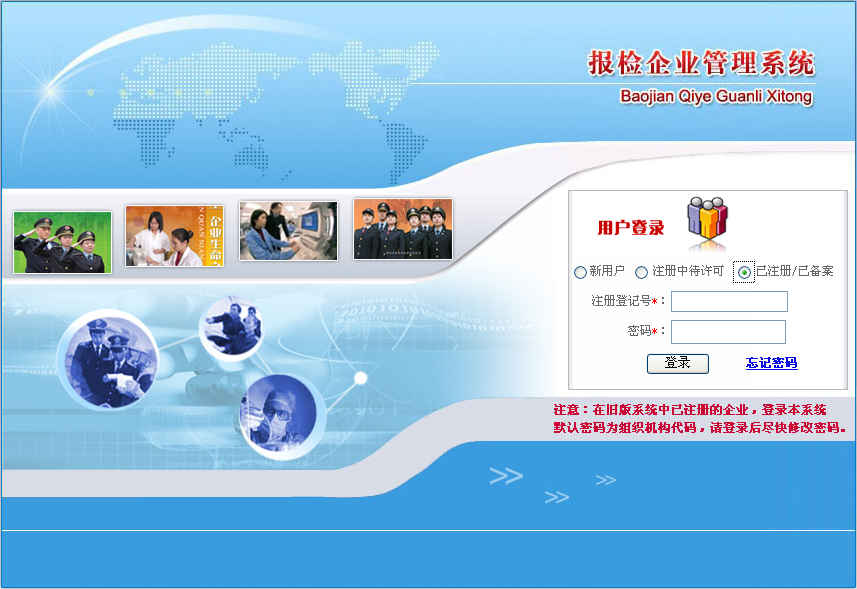 报检企业管理系统
Baojian Qiye Guanli Xitong
企业生命
N QUAN NIAN
用户登录
新用户 注册中待许可 已注册/已备案
注册登记号*：
密码*：
登录 忘记密码
注意：在旧版系统中已注册的企业，登录本系统
默认密码为组织机构代码，请登录后尽快修改密码。